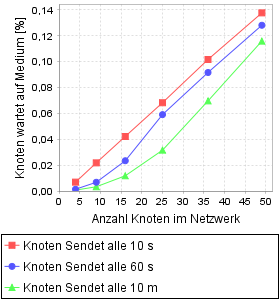 Knoten wartet auf Medium [%]
0,14
0,12
0,10
0,08
0,06
0,04
0,02
0,00
0 5 10 15 20 25 30 35 40 45 50
Anzahl Knoten im Netzwerk
Knoten Sendet alle 10 s
Knoten Sendet alle 60 s
Knoten Sendet alle 10 m